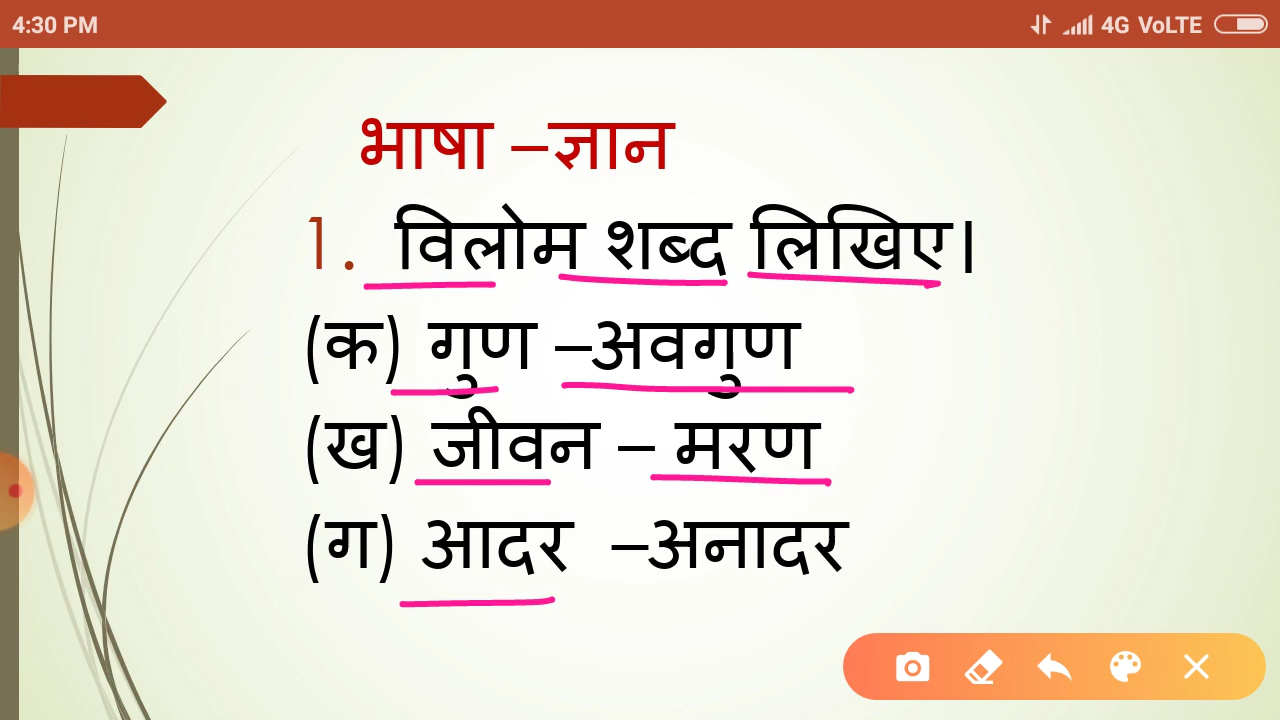 4:30 PM 4G VoLTE
भाषा –ज्ञान
1. विलोम शब्द लिखिए।
(क) गुण –अवगुण
(ख) जीवन – मरण
(ग) आदर –अनादर